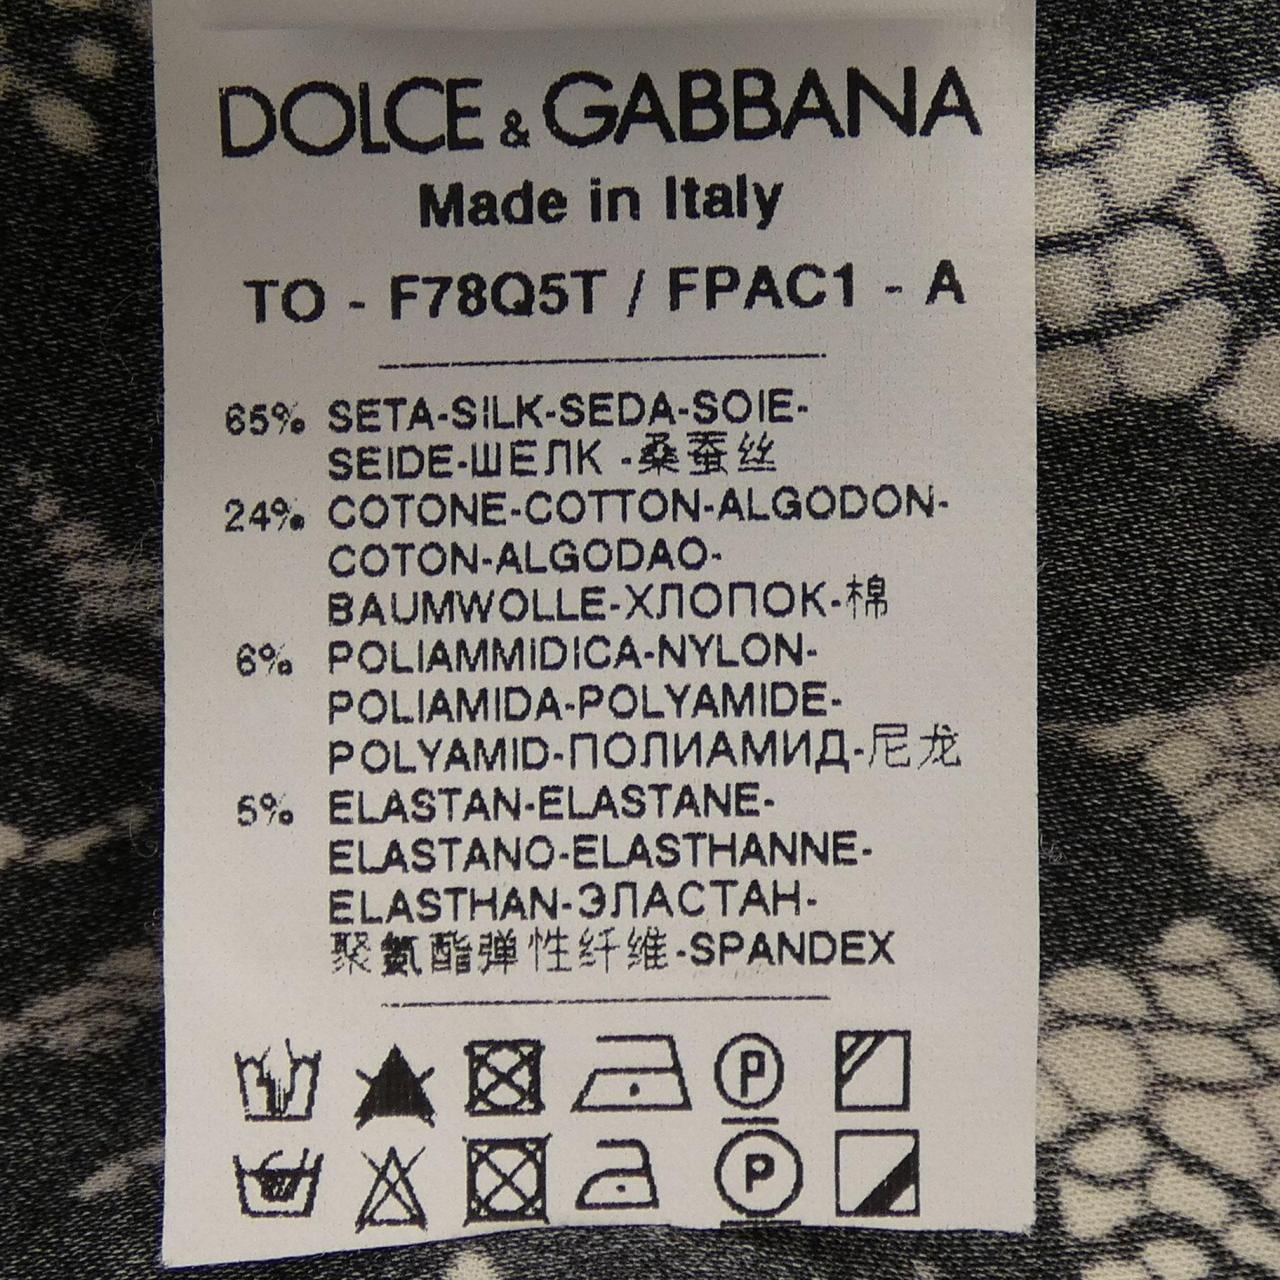 DOLCE & GABBANA
Made in Italy
TO - F78Q5T / FPAC1 - A
65% SETA-SILK-SEDA-SOIE-
SEIDE-ШЕЛК -桑蚕丝
24% COTONE-COTTON-ALGODON-
COTON-ALGODAO-
BAUMWOLLE-ХЛОПОК-棉
6% POLIAMMIDICA-NYLON-
POLIAMIDA-POLYAMIDE-
POLYAMID-ПОЛИАМИД-尼龙
5% ELASTAN-ELASTANE-
ELASTANO-ELASTHANNE-
ELASTHAN-ЭЛАСТАН-
聚氨酯弹性纤维-SPANDEX
P
P